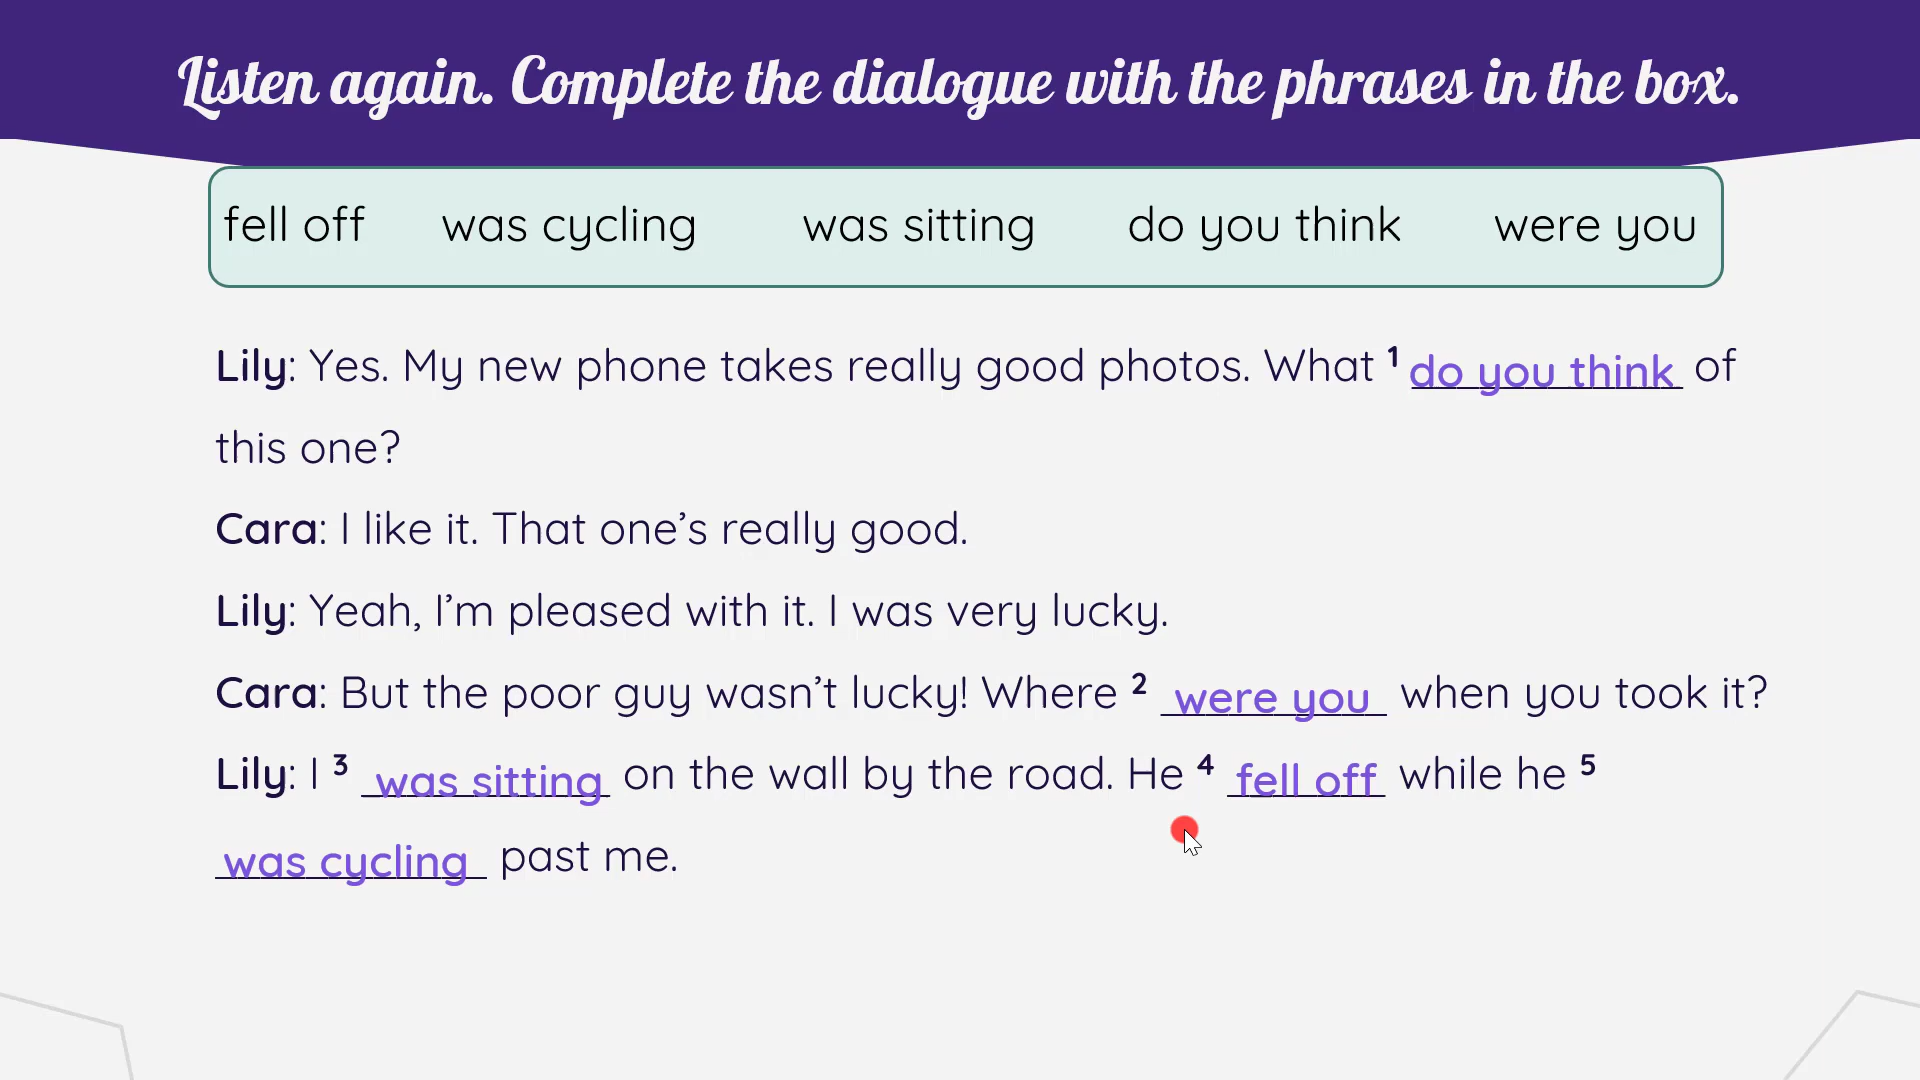 Listen again. Complete the dialogue with the phrases in the box.
fell off was cycling was sitting do you think were you
Lily: Yes. My new phone takes really good photos. What 1 do you think of
this one?
Cara: I like it. That one’s really good.
Lily: Yeah, I’m pleased with it. I was very lucky.
Cara: But the poor guy wasn’t lucky! Where 2 were you when you took it?
Lily: I 3 was sitting on the wall by the road. He 4 fell off while he 5
was cycling past me.